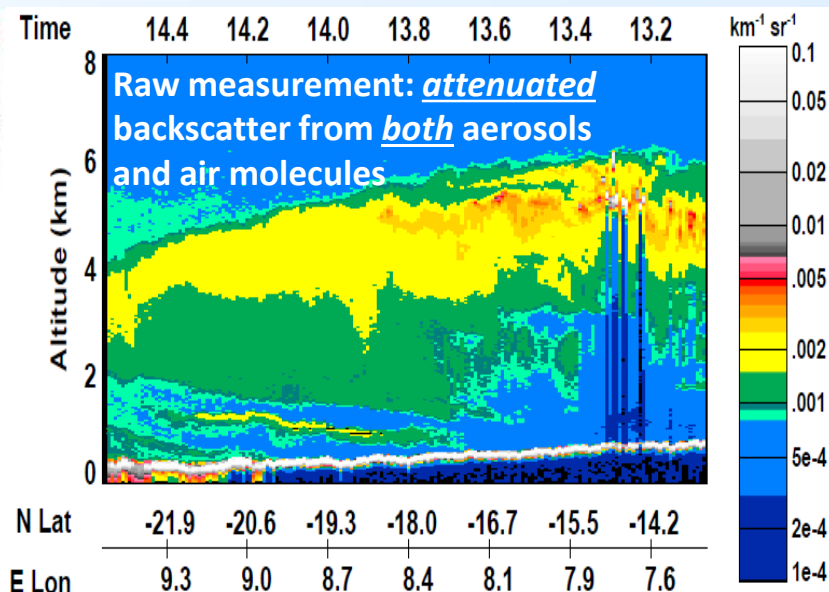 Time 14.4 14.2 14.0 13.8 13.6 13.4 13.2 km⁻¹ sr⁻¹
Raw measurement: attenuated
backscatter from both aerosols
and air molecules
Altitude (km)
8
6
4
2
0
0.1
0.05
0.02
0.01
.005
.002
.001
5e-4
2e-4
1e-4
N Lat -21.9 -20.6 -19.3 -18.0 -16.7 -15.5 -14.2
E Lon 9.3 9.0 8.7 8.4 8.1 7.9 7.6